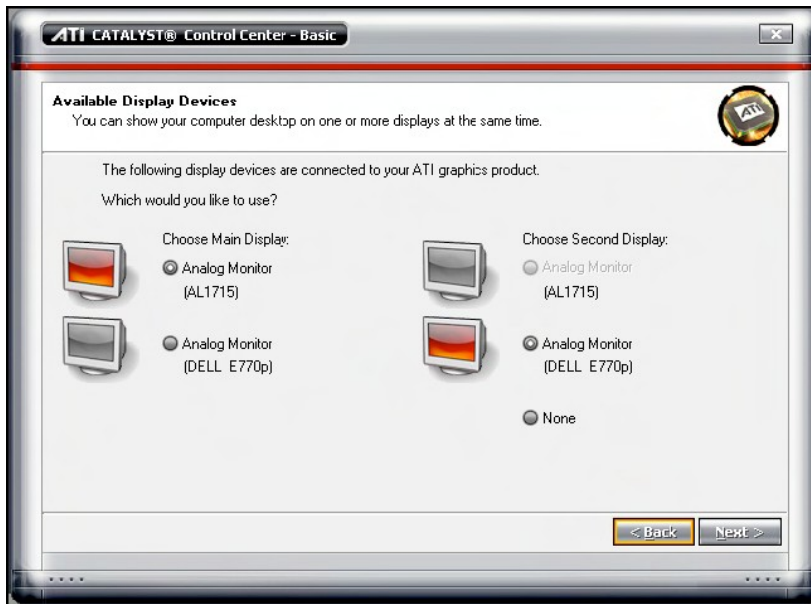 ATI CATALYST® Control Center - Basic
Available Display Devices
You can show your computer desktop on one or more displays at the same time.
ATI
The following display devices are connected to your ATI graphics product.
Which would you like to use?
Choose Main Display:
Analog Monitor
(AL1715)
Analog Monitor
(DELL E770p)
Choose Second Display:
Analog Monitor
(AL1715)
Analog Monitor
(DELL E770p)
None
< Back
Next >